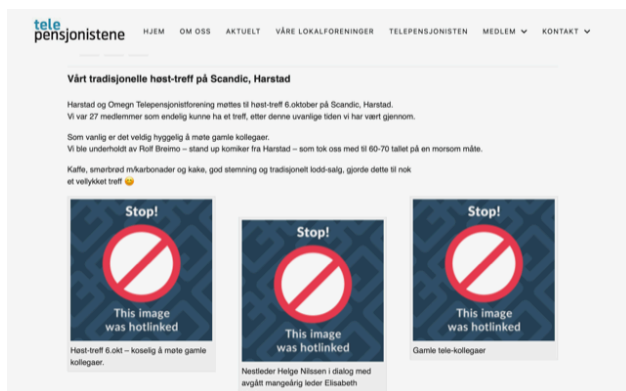 tele
pensjonistene
HJEM OM OSS AKTUELT VÅRE LOKALFORENINGER TELEPENSJONISTEN MEDLEM KONTAKT
Vårt tradisjonelle høst-treff på Scandic, Harstad
Harstad og Omegn Telepensjonistforening møttes til høst-treff 6.oktober på Scandic, Harstad.
Vi var 27 medlemmer som endelig kunne ha et treff, etter denne uvanlige tiden vi har vært gjennom.
Som vanlig er det veldig hyggelig å møte gamle kollegaer.
Vi ble underholdt av Rolf Breimo – stand up komiker fra Harstad – som tok oss med til 60-70 tallet på en morsom måte.
Kaffe, smørbrød m/karbonader og kake, god stemning og tradisjonelt lodd-salg, gjorde dette til nok
et vellykket treff 😀
Stop!
This image
was hotlinked
Høst-treff 6.okt – koselig å møte gamle
kollegaer.
Stop!
This image
was hotlinked
Nestleder Helge Nilssen i dialog med
avgått mangeårig leder Elisabeth
Stop!
This image
was hotlinked
Gamle tele-kollegaer